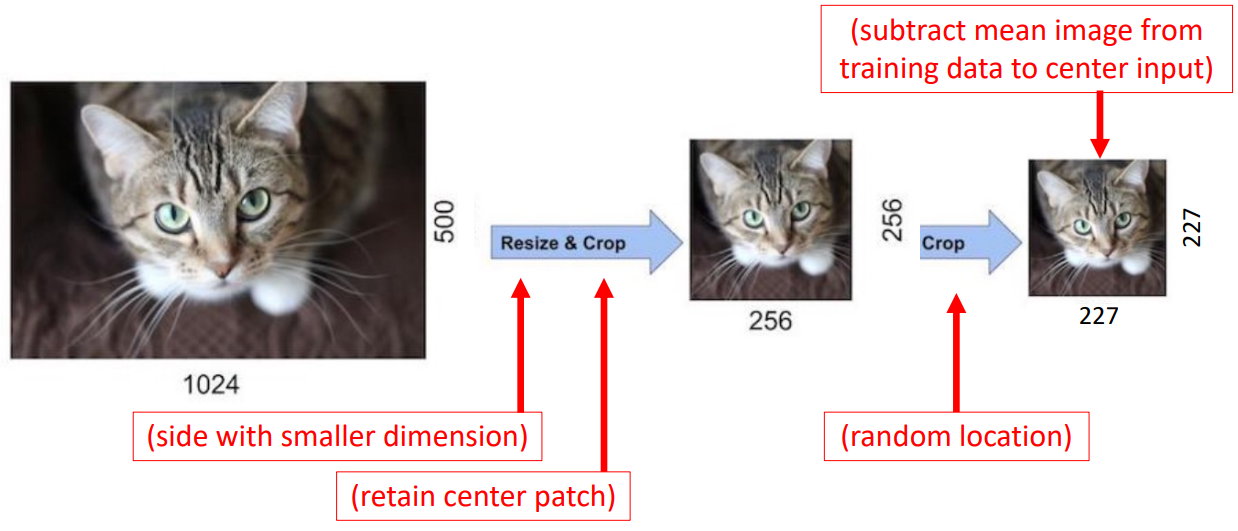 (subtract mean image from
training data to center input)
500
Resize & Crop
256
Crop
227
1024
256
227
(side with smaller dimension)
(random location)
(retain center patch)